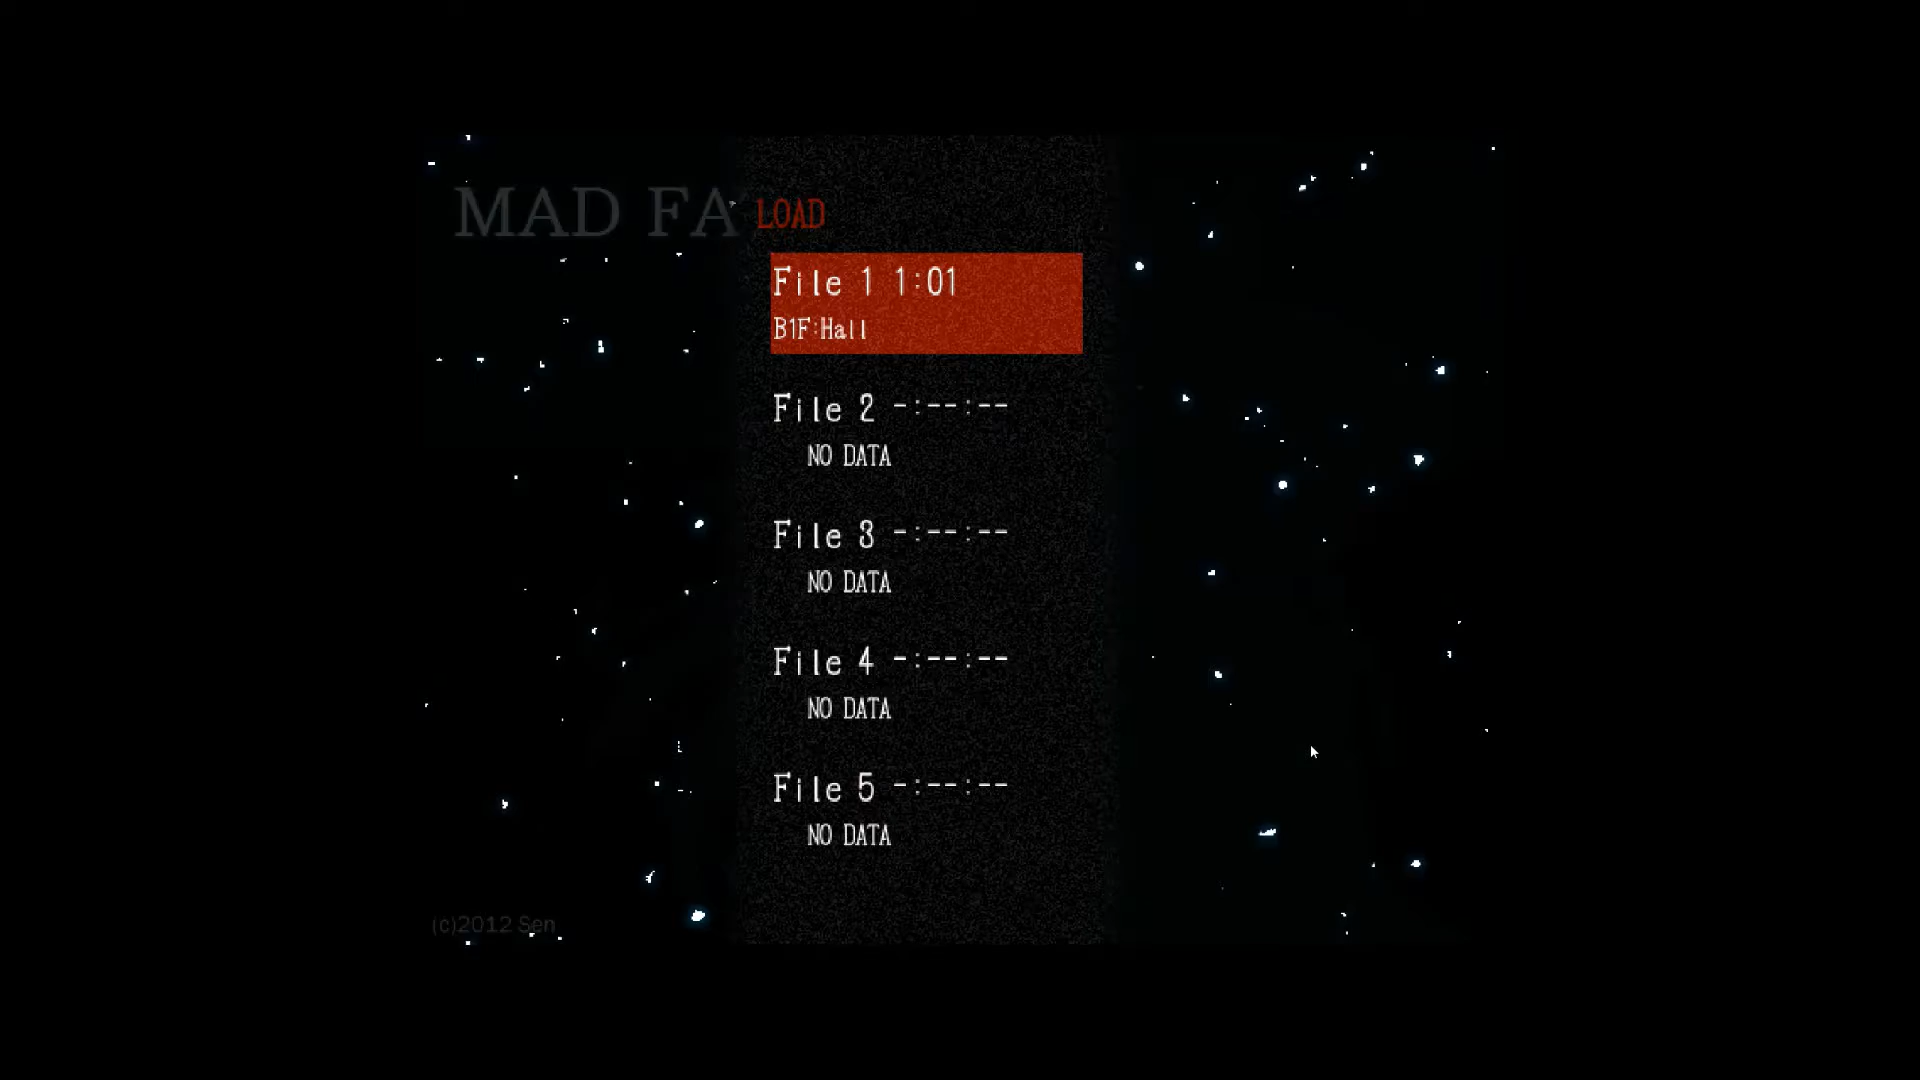 MAD FA
LOAD
File 1 1:01
B1F:Hall
File 2 -:--:--
NO DATA
File 3 -:--:--
NO DATA
File 4 -:--:--
NO DATA
File 5 -:--:--
NO DATA
(c)2012 Sen